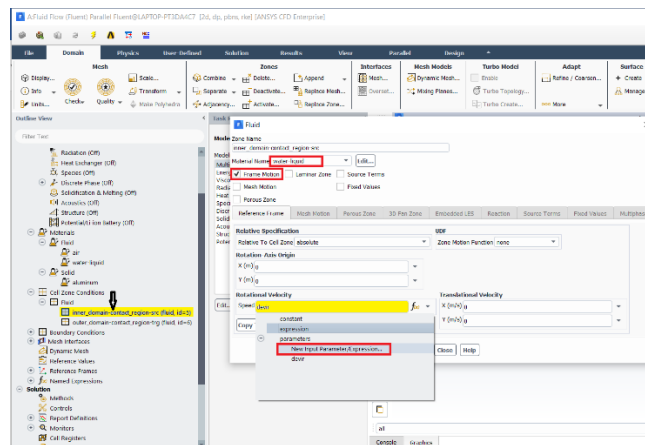 A:Fluid Flow (Fluent) Parallel Fluent@LAPTOP-PT3DA4C7 [2d, dp, pbns, rke] [ANSYS CFD Enterprise]
File Domain Physics User-Defined Solution Results View Parallel Design
Mesh Zones Interfaces Mesh Models Turbo Model Adapt Surface
Display... Scale... Combine Delete... Append Mesh... Dynamic Mesh... Enable Refine / Coarsen... Create
Info Transform Separate Deactivate... Replace Mesh... Overset... Mixing Planes... Turbo Topology... Manage
Units... Check Quality Make Polyhedra Adjacency... Activate... Replace Zone... Turbo Create... More
Outline View
Filter Text
Radiation (Off)
Heat Exchanger (Off)
Species (Off)
Discrete Phase (Off)
Solidification & Melting (Off)
Acoustics (Off)
Structure (Off)
Potential/Li-ion battery (Off)
Materials
Fluid
air
water-liquid
Solid
aluminum
Cell Zone Conditions
Fluid
inner_domain-contact_region-src (fluid, id=5)
outer_domain-contact_region-trg (fluid, id=6)
Boundary Conditions
Mesh Interfaces
Dynamic Mesh
Reference Values
Reference Frames
Named Expressions
Solution
Methods
Controls
Report Definitions
Monitors
Cell Registers
Task
Edit...
Fluid
Zone Name
inner_domain-contact_region-src
Material Name water-liquid Edit...
Frame Motion Laminar Zone Source Terms
Mesh Motion Fixed Values
Porous Zone
Reference Frame Mesh Motion Porous Zone 3D Fan Zone Embedded LES Reaction Source Terms Fixed Values Multiphase
Relative Specification UDF
Relative To Cell Zone absolute Zone Motion Function none
Rotation-Axis Origin
X (m) 0
Y (m) 0
Rotational Velocity Translational Velocity
Speed X (m/s) 0
constant
Copy Y (m/s) 0
expression
parameters
New Input Parameter/Expression... Close Help
all
Console Graphics